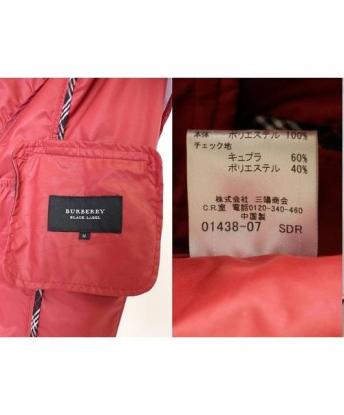 BURBERRY
BLACK LABEL
M
本体 ポリエステル 100%
チェック地
キュプラ 60%
ポリエステル 40%
株式会社 三陽商会
C.R.室 電話0120-340-460
中国製
01438-07 SDR